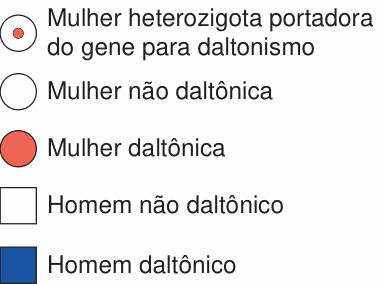 Mulher heterozigota portadora
do gene para daltonismo
Mulher não daltônica
Mulher daltônica
Homem não daltônico
Homem daltônico